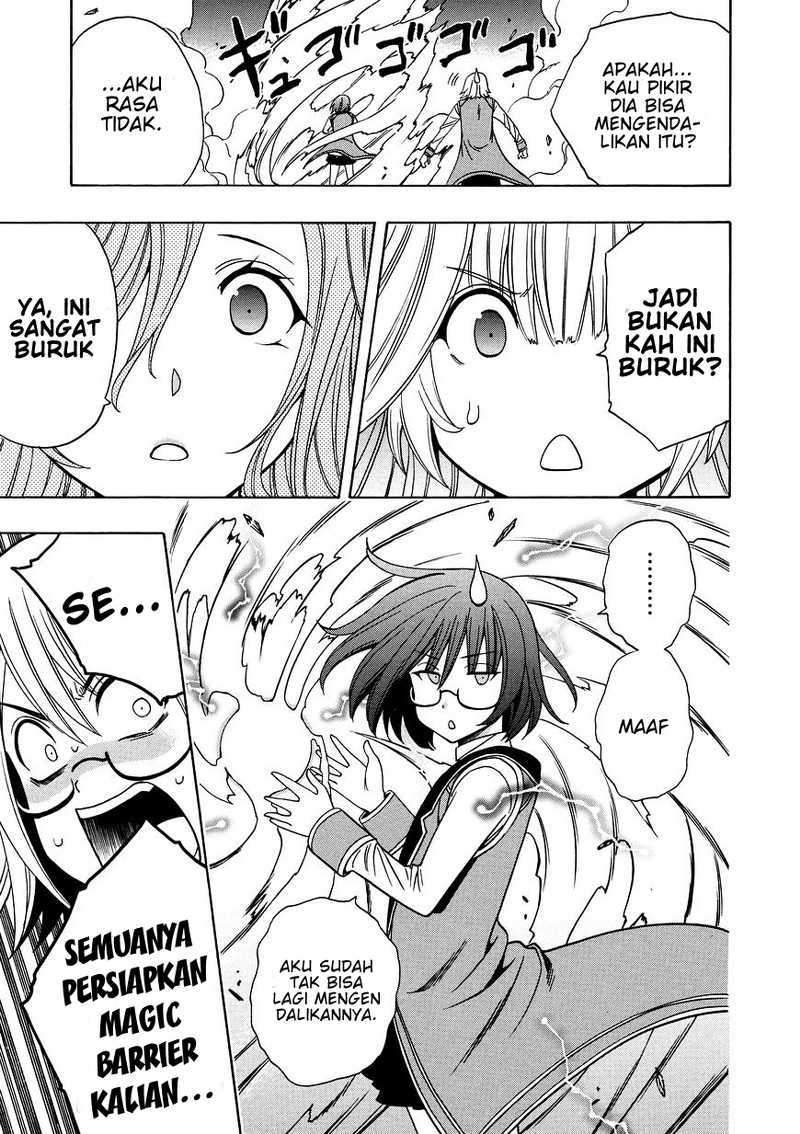 APAKAH...
KAU PIKIR
DIA BISA
MENGENDA-
LIKAN ITU?
ギュゴゴゴゴ
...AKU
RASA
TIDAK.
JADI
BUKAN
KAH INI
BURUK?
YA, INI
SANGAT
BURUK
........
MAAF
AKU SUDAH
TAK BISA
LAGI MENGEN
DALIKANNYA.
SE...
SEMUANYA
PERSIAPKAN
MAGIC
BARRIER
KALIAN...